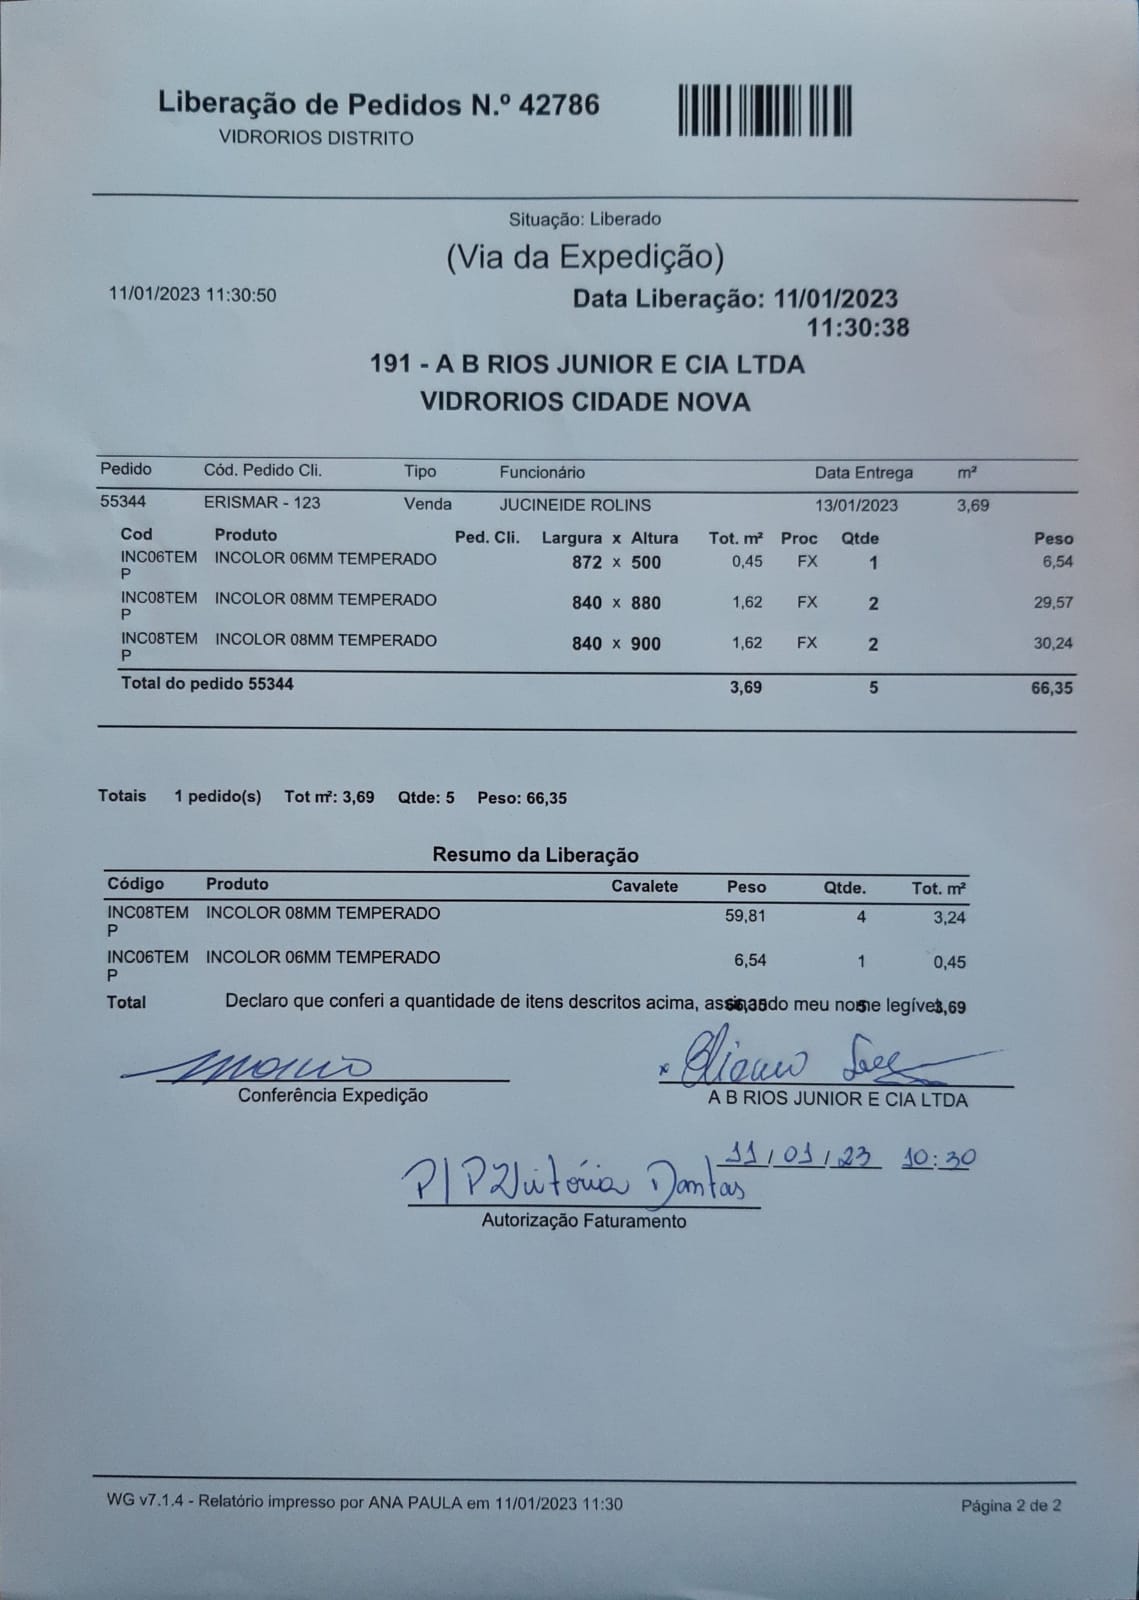 Liberação de Pedidos N.º 42786
VIDRORIOS DISTRITO
Situação: Liberado
(Via da Expedição)
11/01/2023 11:30:50
Data Liberação: 11/01/2023
11:30:38
191 - A B RIOS JUNIOR E CIA LTDA
VIDRORIOS CIDADE NOVA
Pedido Cód. Pedido Cli. Tipo Funcionário Data Entrega m²
55344 ERISMAR - 123 Venda JUCINEIDE ROLINS 13/01/2023 3,69
Cod Produto Ped. Cli. Largura x Altura Tot. m² Proc Qtde Peso
INC06TEM INCOLOR 06MM TEMPERADO 872 x 500 0,45 FX 1 6,54
P
INC08TEM INCOLOR 08MM TEMPERADO 840 x 880 1,62 FX 2 29,57
P
INC08TEM INCOLOR 08MM TEMPERADO 840 x 900 1,62 FX 2 30,24
P
Total do pedido 55344 3,69 5 66,35
Totais 1 pedido(s) Tot m²: 3,69 Qtde: 5 Peso: 66,35
Resumo da Liberação
Código Produto Cavalete Peso Qtde. Tot. m²
INC08TEM INCOLOR 08MM TEMPERADO 59,81 4 3,24
P
INC06TEM INCOLOR 06MM TEMPERADO 6,54 1 0,45
P
Total Declaro que conferi a quantidade de itens descritos acima, assinando meu nome legível. 66,35 5 3,69
Conferência Expedição
A B RIOS JUNIOR E CIA LTDA
11/01/23 10:30
P/P Vitória Dantas
Autorização Faturamento
WG v7.1.4 - Relatório impresso por ANA PAULA em 11/01/2023 11:30
Página 2 de 2